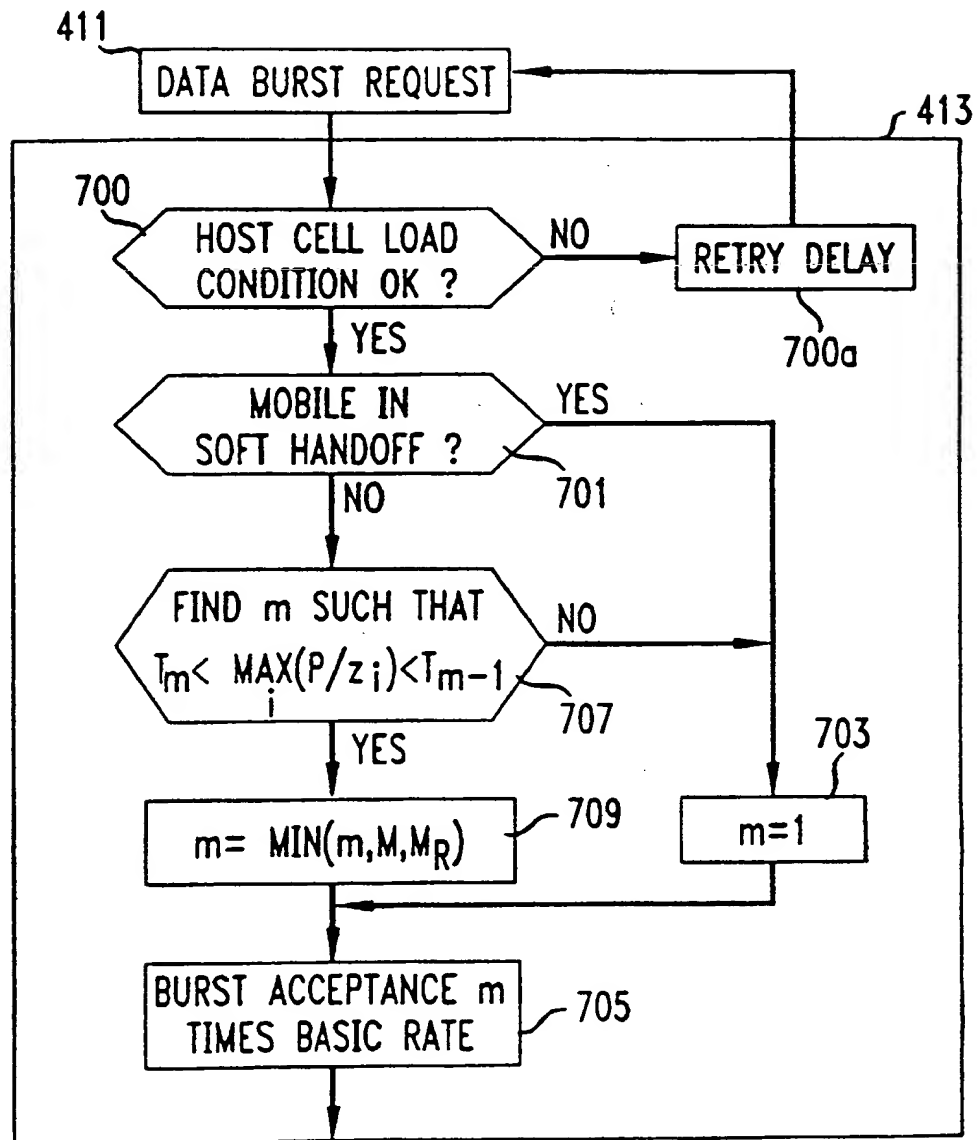 411
DATA BURST REQUEST
413
700
HOST CELL LOAD
CONDITION OK ?
NO
RETRY DELAY
700a
YES
MOBILE IN
SOFT HANDOFF ?
YES
701
NO
FIND m SUCH THAT
Tm< MAX(P/zi)<Tm-1
i
NO
707
YES
703
m= MIN(m,M,MR)
709
m=1
BURST ACCEPTANCE m
TIMES BASIC RATE
705